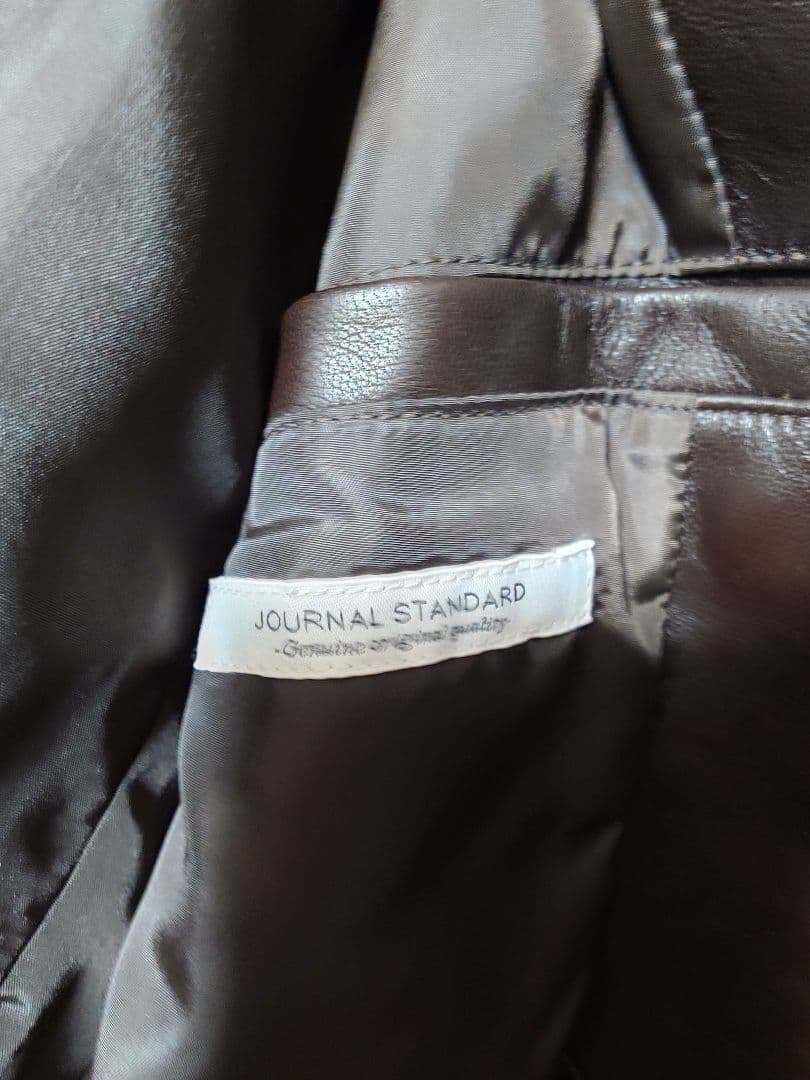 JOURNAL STANDARD
-Genuine original quality-